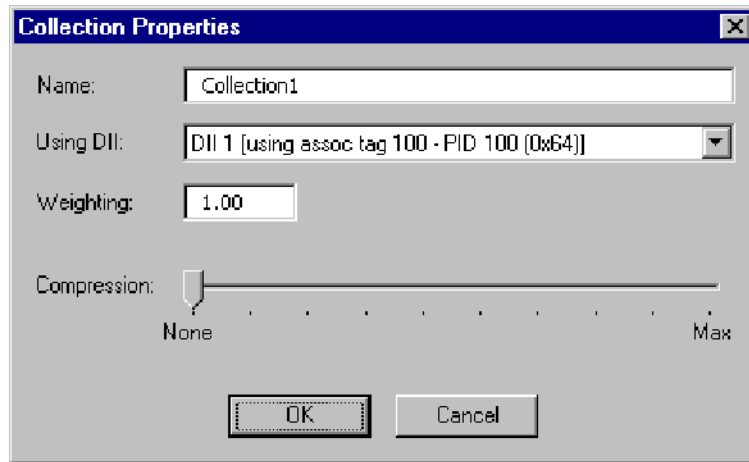 Collection Properties
Name: Collection1
Using DII: DII 1 [using assoc tag 100 - PID 100 (0x64)]
Weighting: 1.00
Compression:
None Max
OK Cancel